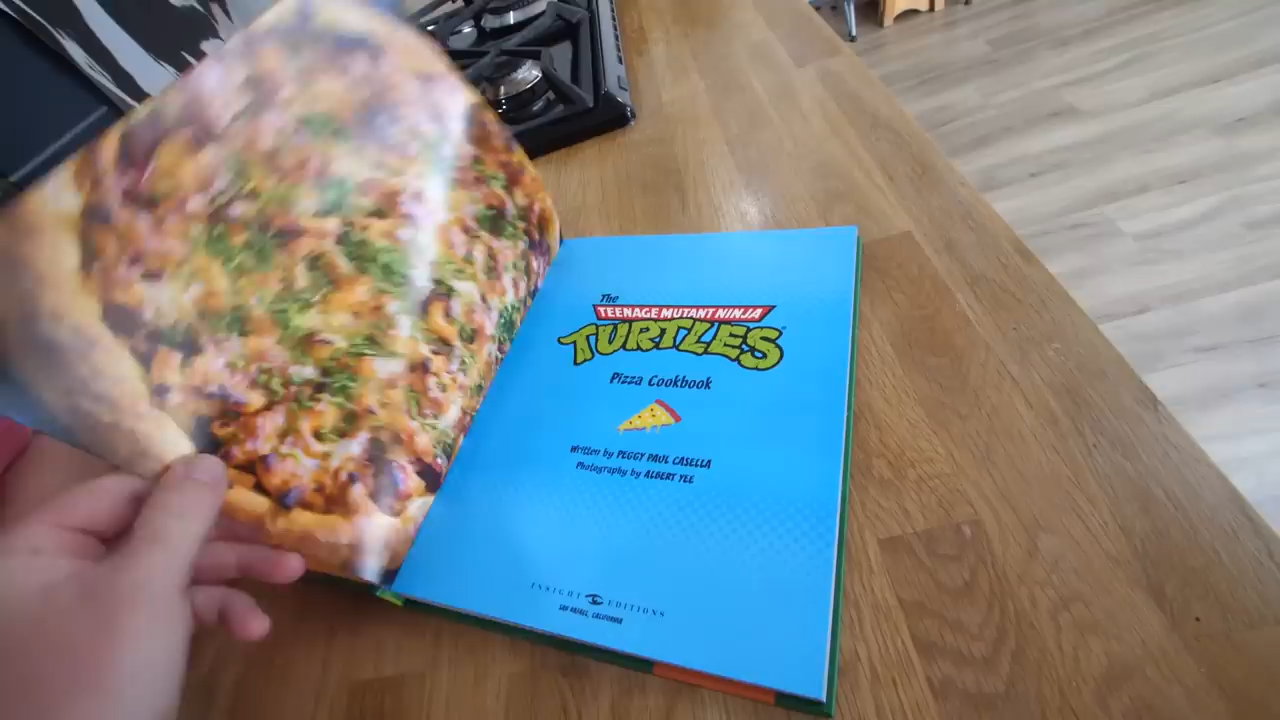 The
TEENAGE MUTANT NINJA
TURTLES
Pizza Cookbook
Written by PEGGY PAUL CASELLA
Photography by ALBERT YEE
INSIGHT EDITIONS
SAN RAFAEL, CALIFORNIA